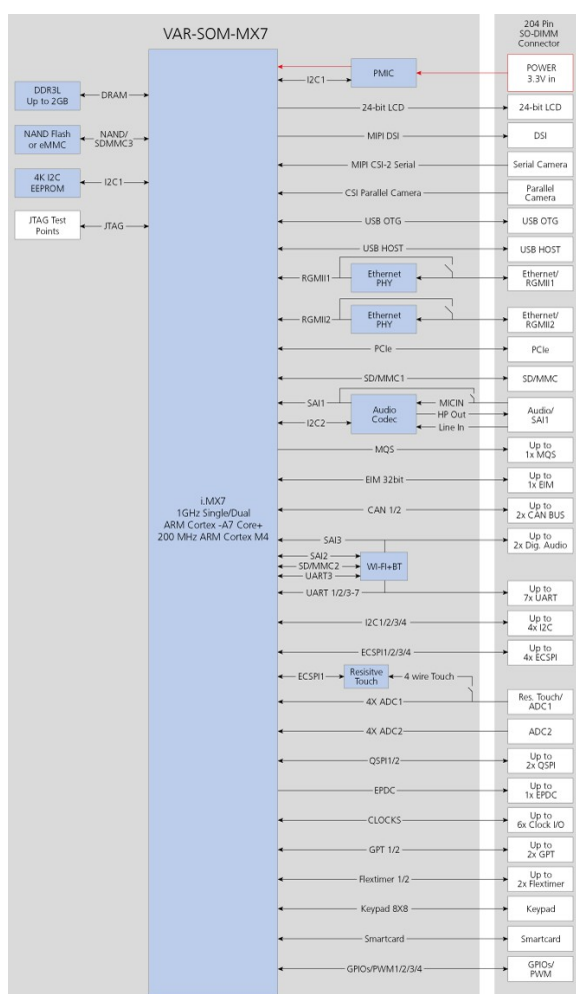 VAR-SOM-MX7
204 Pin
SO-DIMM
Connector
DDR3L
Up to 2GB
DRAM
NAND Flash
or eMMC
NAND/
SDMMC3
4K I2C
EEPROM
I2C1
JTAG Test
Points
JTAG
i.MX7
1GHz Single/Dual
ARM Cortex -A7 Core+
200 MHz ARM Cortex M4
I2C1
PMIC
POWER
3.3V in
24-bit LCD
24-bit LCD
MIPI DSI
DSI
MIPI CSI-2 Serial
Serial Camera
CSI Parallel Camera
Parallel
Camera
USB OTG
USB OTG
USB HOST
USB HOST
RGMII1
Ethernet
PHY
Ethernet/
RGMII1
RGMII2
Ethernet
PHY
Ethernet/
RGMII2
PCIe
PCIe
SD/MMC1
SD/MMC
SAI1
I2C2
Audio
Codec
MICIN
HP Out
Line In
Audio/
SAI1
MQS
Up to
1x MQS
EIM 32bit
Up to
1x EIM
CAN 1/2
Up to
2x CAN BUS
SAI3
Up to
2x Dig. Audio
SAI2
SD/MMC2
UART3
WI-FI+BT
UART 1/2/3-7
Up to
7x UART
I2C1/2/3/4
Up to
4x I2C
ECSPI1/2/3/4
Up to
4x ECSPI
ECSPI1
Resisitve
Touch
4 wire Touch
4X ADC1
Res. Touch/
ADC1
4X ADC2
ADC2
QSPI1/2
Up to
2x QSPI
EPDC
Up to
1x EPDC
CLOCKS
Up to
6x Clock I/O
GPT 1/2
Up to
2x GPT
Flextimer 1/2
Up to
2x Flextimer
Keypad 8X8
Keypad
Smartcard
Smartcard
GPIOs/PWM1/2/3/4
GPIOs/
PWM